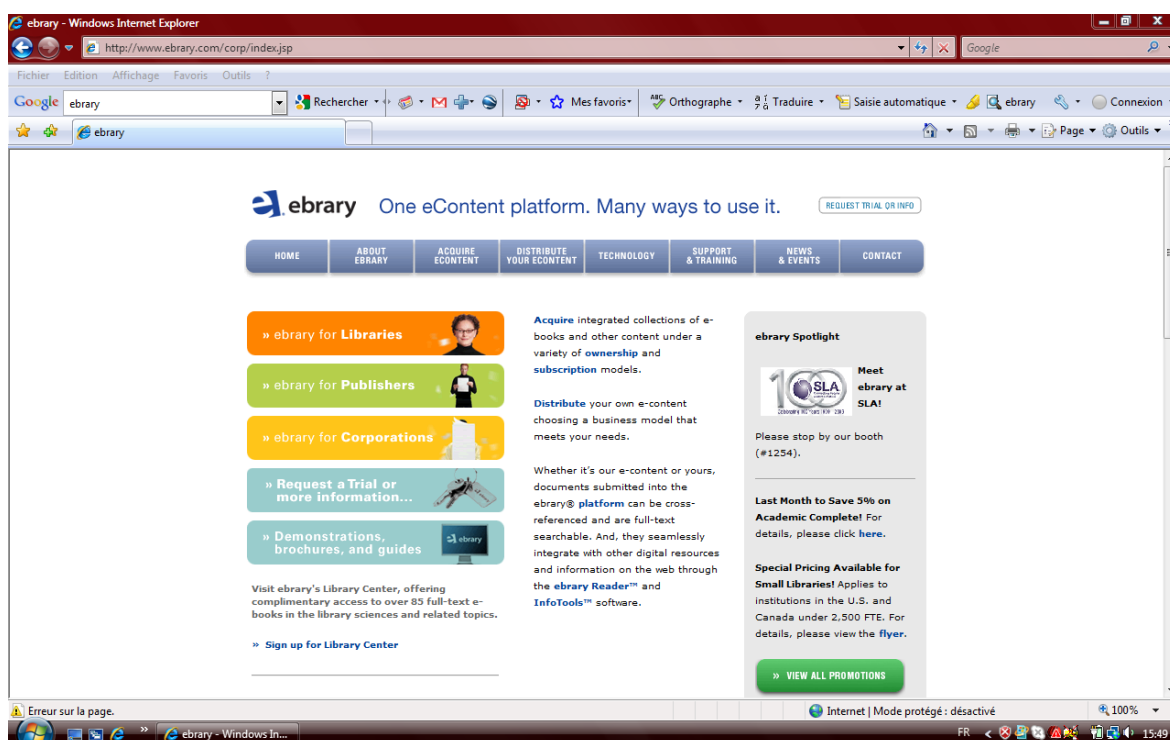 ebrary - Windows Internet Explorer
http://www.ebrary.com/corp/index.jsp
Google
Fichier Edition Affichage Favoris Outils ?
Google ebrary Rechercher Mes favoris Orthographe Traduire Saisie automatique ebrary Connexion
ebrary
Page Outils
ebrary One eContent platform. Many ways to use it.
REQUEST TRIAL OR INFO
HOME
ABOUT
EBRARY
ACQUIRE
ECONTENT
DISTRIBUTE
YOUR ECONTENT
TECHNOLOGY
SUPPORT
& TRAINING
NEWS
& EVENTS
CONTACT
» ebrary for Libraries
» ebrary for Publishers
» ebrary for Corporations
» Request a Trial or
more information...
» Demonstrations,
brochures, and guides
ebrary
Visit ebrary's Library Center, offering
complimentary access to over 85 full-text e-
books in the library sciences and related topics.
» Sign up for Library Center
Acquire integrated collections of e-
books and other content under a
variety of ownership and
subscription models.
Distribute your own e-content
choosing a business model that
meets your needs.
Whether it's our e-content or yours,
documents submitted into the
ebrary® platform can be cross-
referenced and are full-text
searchable. And, they seamlessly
integrate with other digital resources
and information on the web through
the ebrary Reader™ and
InfoTools™ software.
ebrary Spotlight
SLA
Meet
ebrary at
SLA!
Please stop by our booth
(#1254).
Last Month to Save 5% on
Academic Complete! For
details, please click here.
Special Pricing Available for
Small Libraries! Applies to
institutions in the U.S. and
Canada under 2,500 FTE. For
details, please view the flyer.
» VIEW ALL PROMOTIONS
Erreur sur la page.
Internet | Mode protégé : désactivé
100%
ebrary - Windows In...
FR
15:49